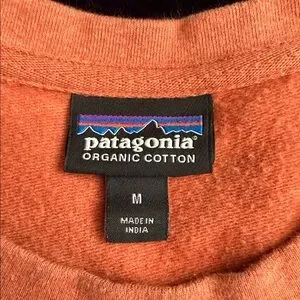 patagonia®
ORGANIC COTTON
M
MADE IN
INDIA